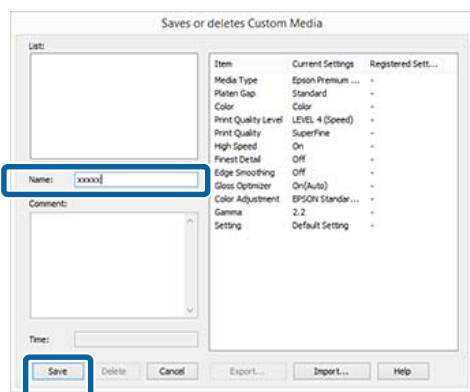 Saves or deletes Custom Media
List:
Item Current Settings Registered Sett...
Media Type Epson Premium ... -
Platen Gap Standard -
Color Color -
Print Quality Level LEVEL 4 (Speed) -
Print Quality SuperFine -
High Speed On -
Finest Detail Off -
Edge Smoothing Off -
Gloss Optimizer On(Auto) -
Color Adjustment EPSON Standar... -
Gamma 2.2 -
Setting Default Setting -
Name: xxxxx
Comment:
Time:
Save Delete Cancel Export... Import... Help